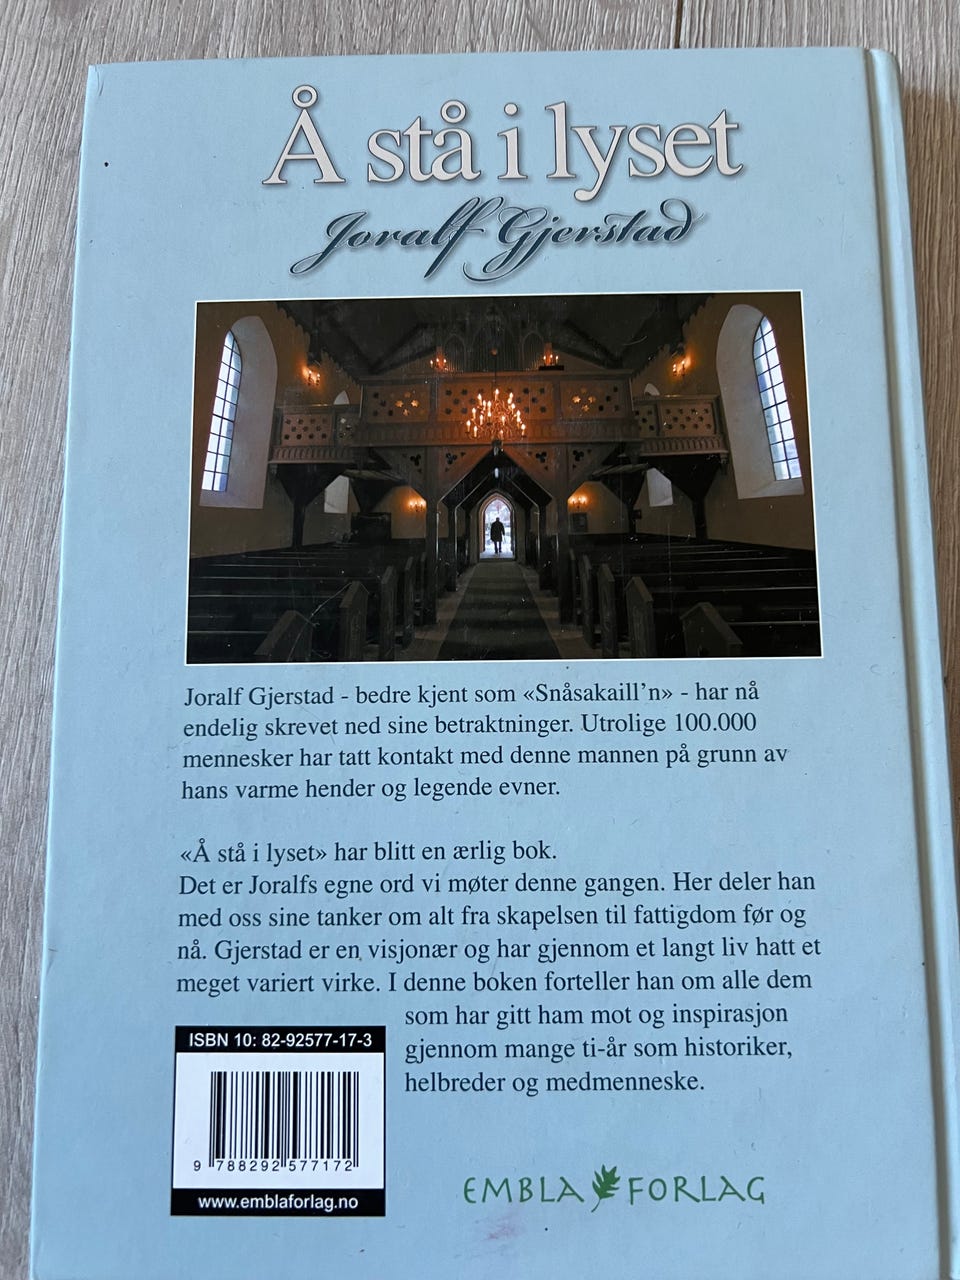 Å stå i lyset
Joralf Gjerstad
Joralf Gjerstad - bedre kjent som «Snåsakaill’n» - har nå
endelig skrevet ned sine betraktninger. Utrolige 100.000
mennesker har tatt kontakt med denne mannen på grunn av
hans varme hender og legende evner.
«Å stå i lyset» har blitt en ærlig bok.
Det er Joralfs egne ord vi møter denne gangen. Her deler han
med oss sine tanker om alt fra skapelsen til fattigdom før og
nå. Gjerstad er en visjonær og har gjennom et langt liv hatt et
meget variert virke. I denne boken forteller han om alle dem
som har gitt ham mot og inspirasjon
gjennom mange ti-år som historiker,
helbreder og medmenneske.
ISBN 10: 82-92577-17-3
9 788292 577172
www.emblaforlag.no
EMBLA FORLAG